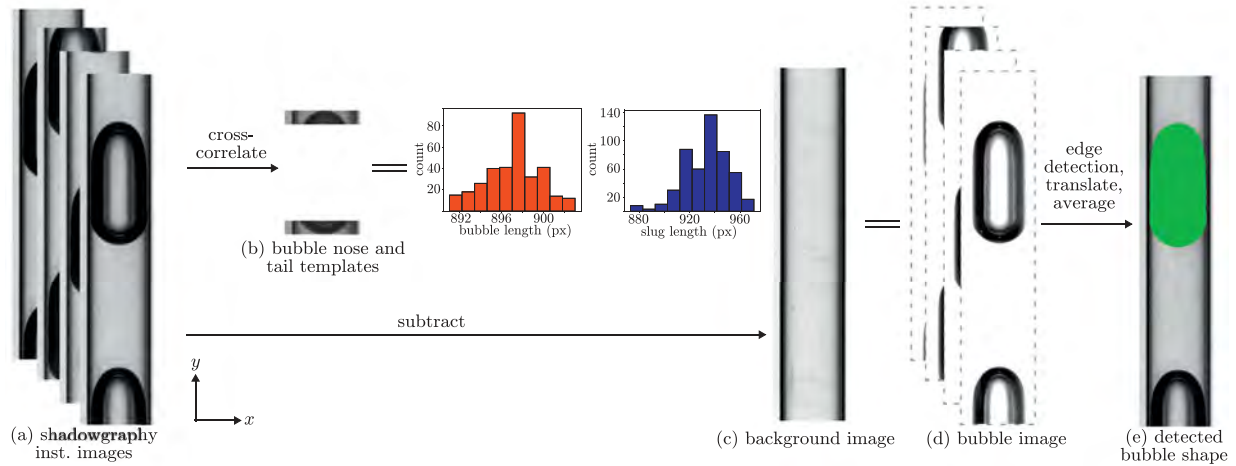 cross-
correlate
(b) bubble nose and
tail templates
count
80
60
40
20
892
896
900
bubble length (px)
count
140
100
60
20
880
920
960
slug length (px)
edge
detection,
translate,
average
subtract
y
x
(a) shadowgraphy
inst. images
(c) background image
(d) bubble image
(e) detected
bubble shape